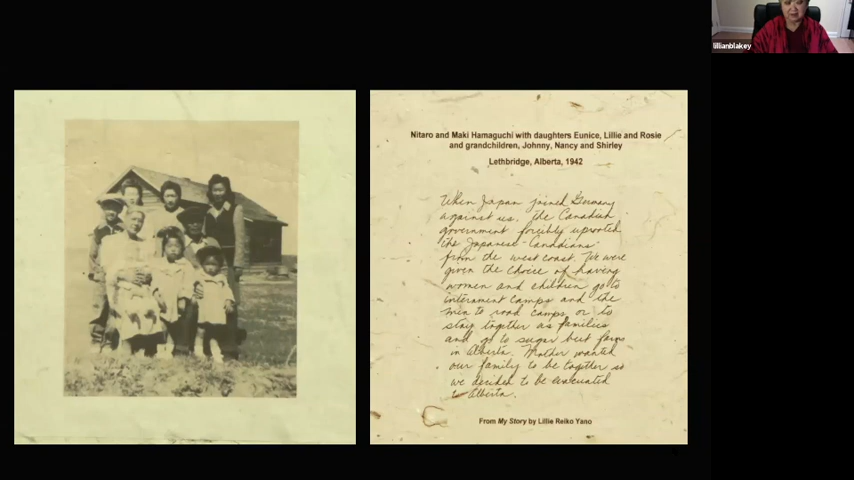 lillianblakey
Nitaro and Maki Hamaguchi with daughters Eunice, Lillie and Rosie
and grandchildren, Johnny, Nancy and Shirley
Lethbridge, Alberta, 1942
When Japan joined Germany
against us, the Canadian
government forcibly uprooted
the Japanese-Canadians
from the west coast. We were
given the choice of having
women and children go to
internment camps and the
men to road camps or to
stay together as families
and go to sugar beet farms
in Alberta. Mother wanted
our family to be together so
we decided to be evacuated
to Alberta.
From My Story by Lillie Reiko Yano